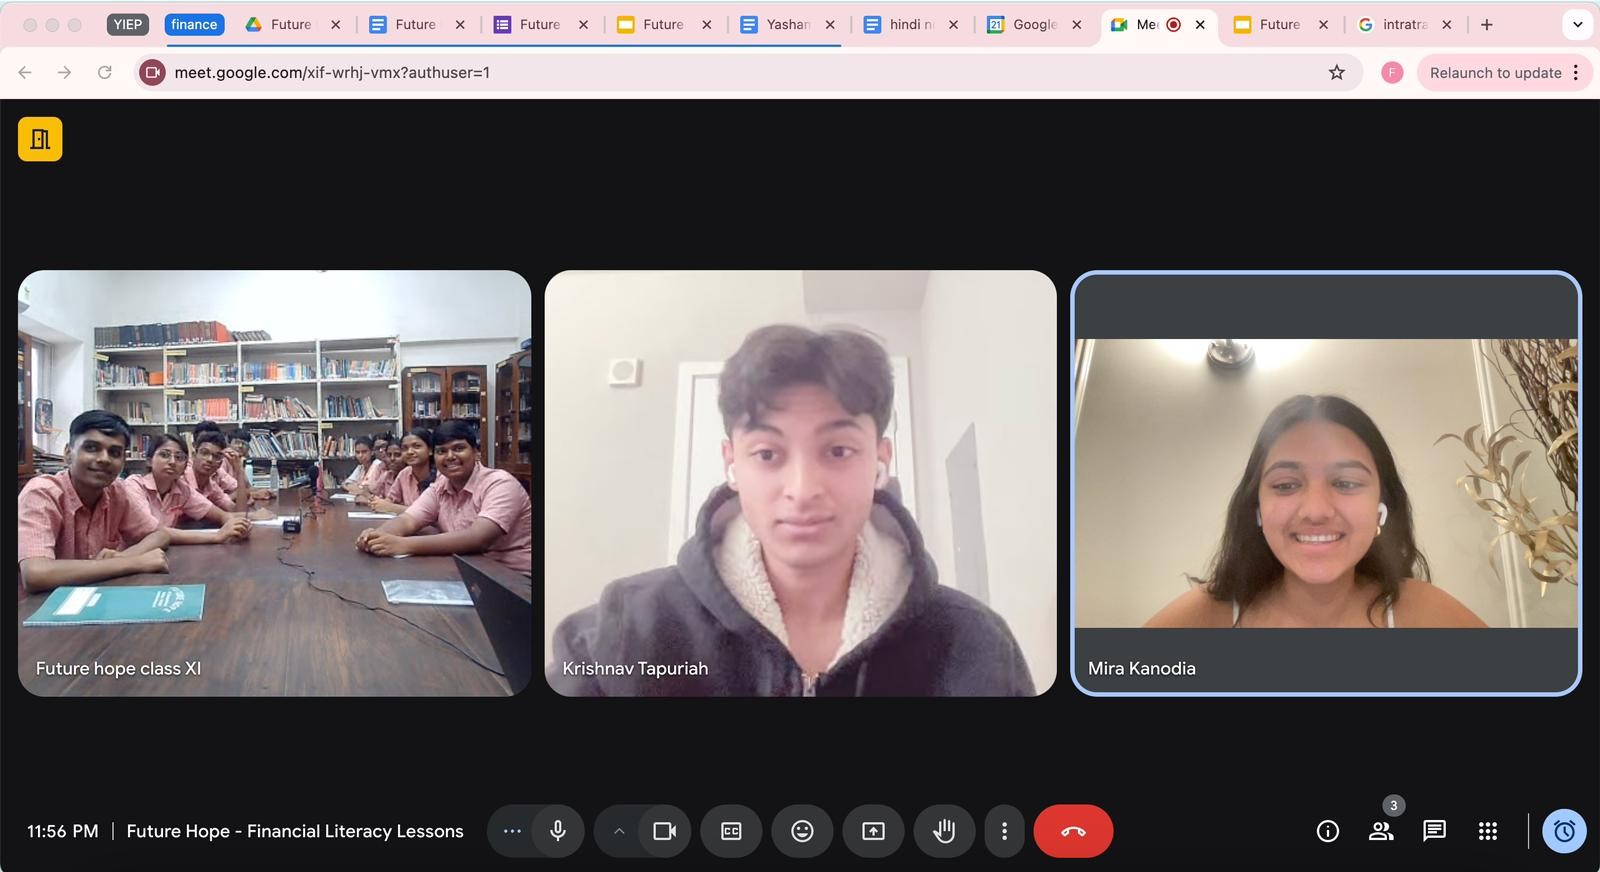 YIEP
finance
Future
Future
Future
Future
Yashan
hindi n
21
Google
Mee
Future
intratra
meet.google.com/xif-wrhj-vmx?authuser=1
F
Relaunch to update
Future hope class XI
Krishnav Tapuriah
Mira Kanodia
11:56 PM
Future Hope - Financial Literacy Lessons
CC
3